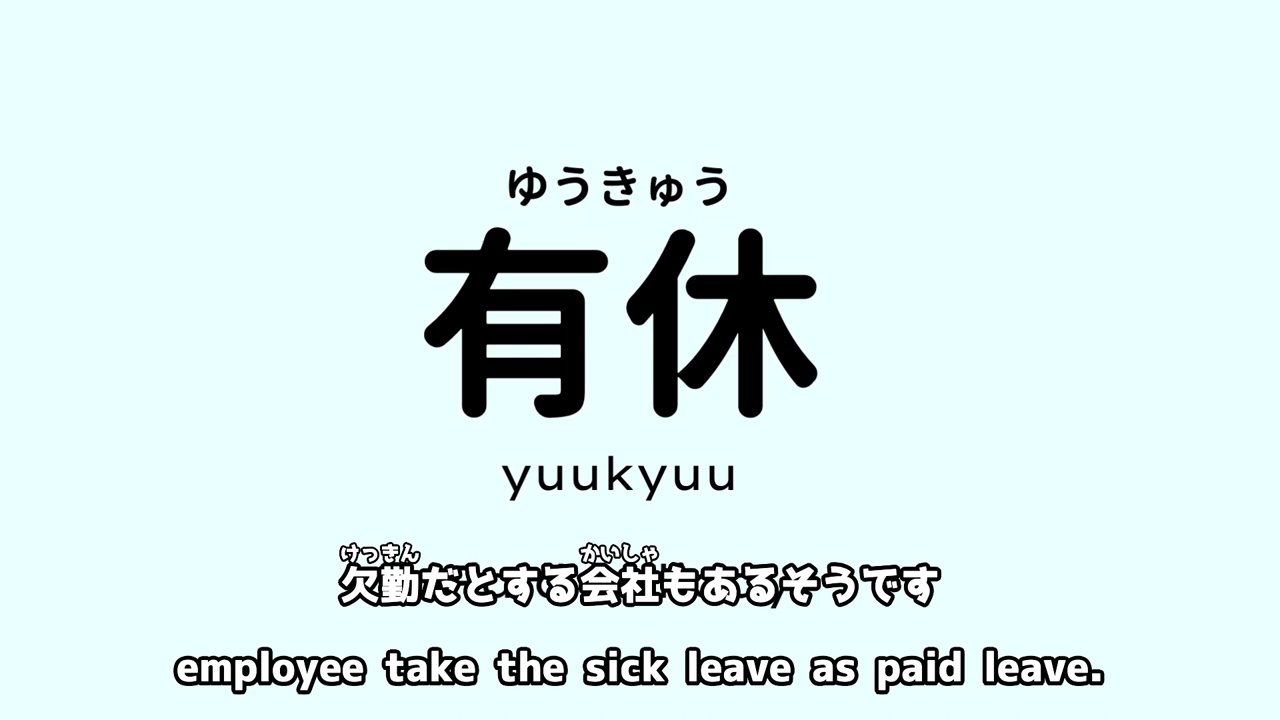 ゆうきゅう
有休
yuukyuu
けっきん かいしゃ
欠勤だとする会社もあるそうです
employee take the sick leave as paid leave.